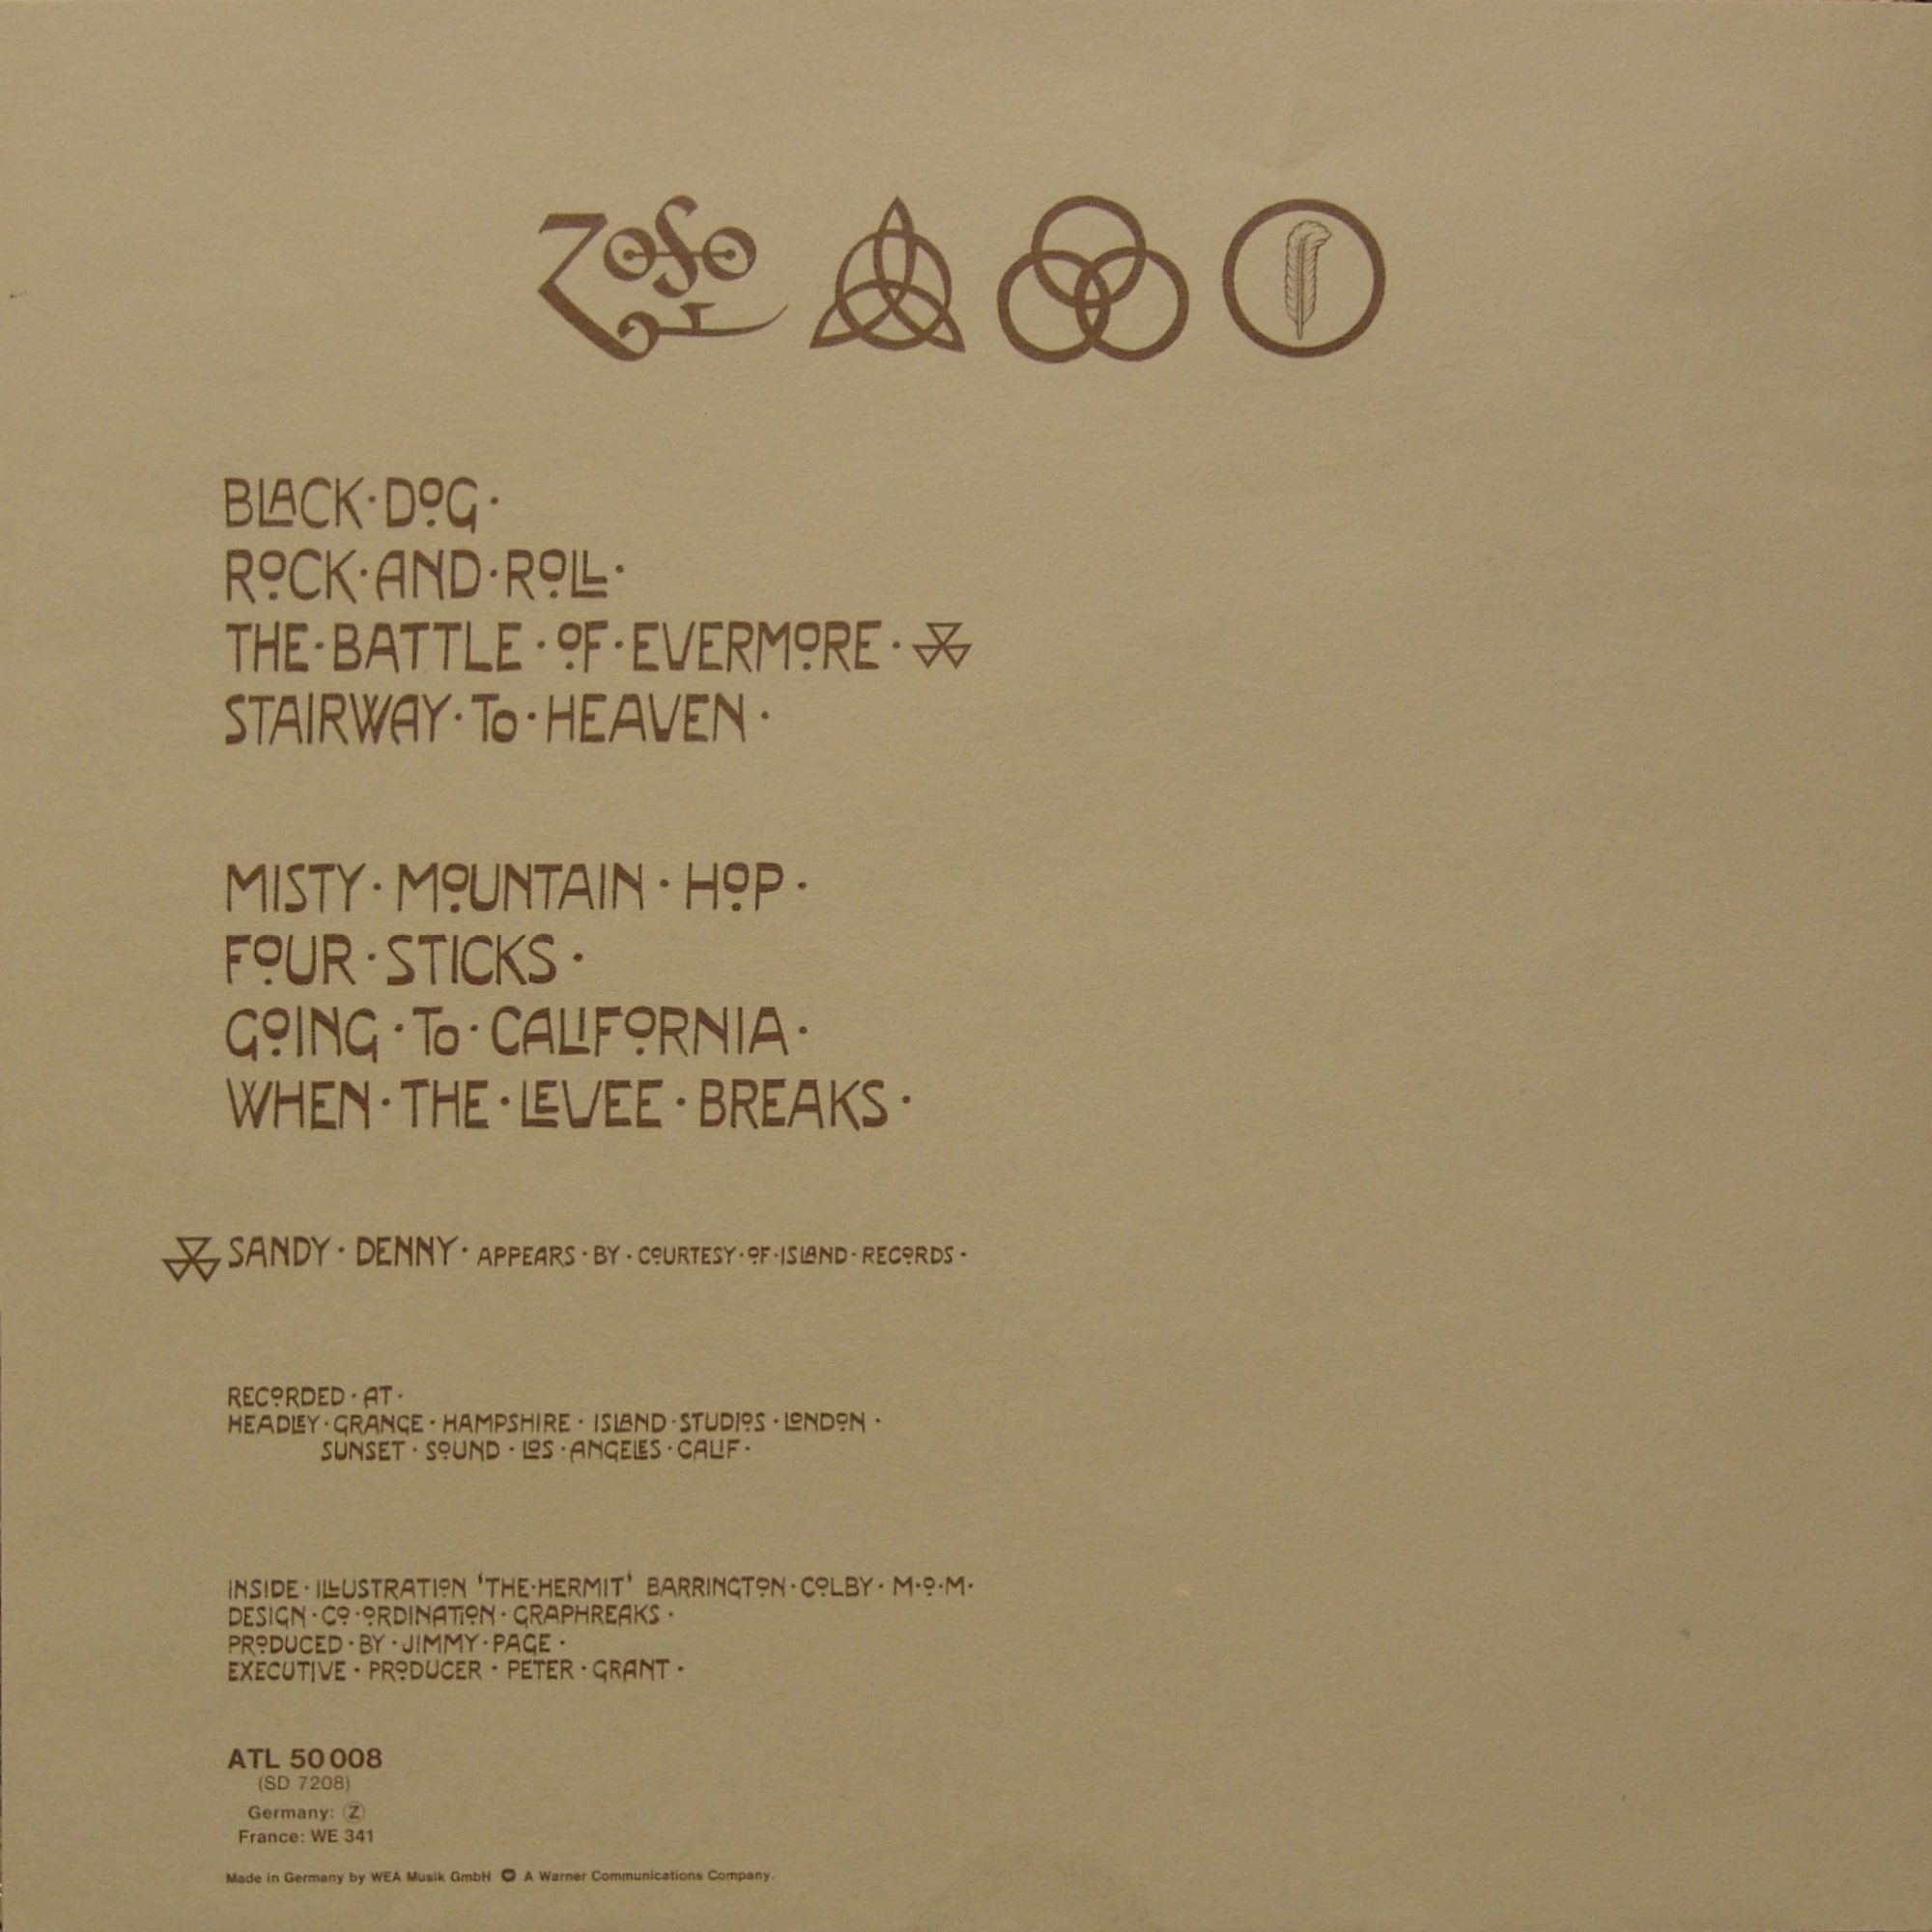 ZoSo
BLACK·DOG·
ROCK·AND·ROLL·
THE·BATTLE·OF·EVERMORE·
STAIRWAY·To·HEAVEN·
MISTY·MOUNTAIN·HOP·
FOUR·STICKS·
GOING·To·CALIFORNIA·
WHEN·THE·LEVEE·BREAKS·
SANDY·DENNY· APPEARS·BY·COURTESY·OF·ISLAND·RECORDS·
RECORDED·AT·
HEADLEY·GRANGE·HAMPSHIRE·ISLAND·STUDIOS·LONDON·
SUNSET·SOUND·LOS·ANGELES·CALIF·
INSIDE·ILLUSTRATION 'THE·HERMIT' BARRINGTON·COLBY·M·O·M·
DESIGN·CO·ORDINATION·GRAPHREAKS·
PRODUCED·BY·JIMMY·PAGE·
EXECUTIVE·PRODUCER·PETER·GRANT·
ATL 50 008
(SD 7208)
Germany: Z
France: WE 341
Made in Germany by WEA Musik GmbH A Warner Communications Company.